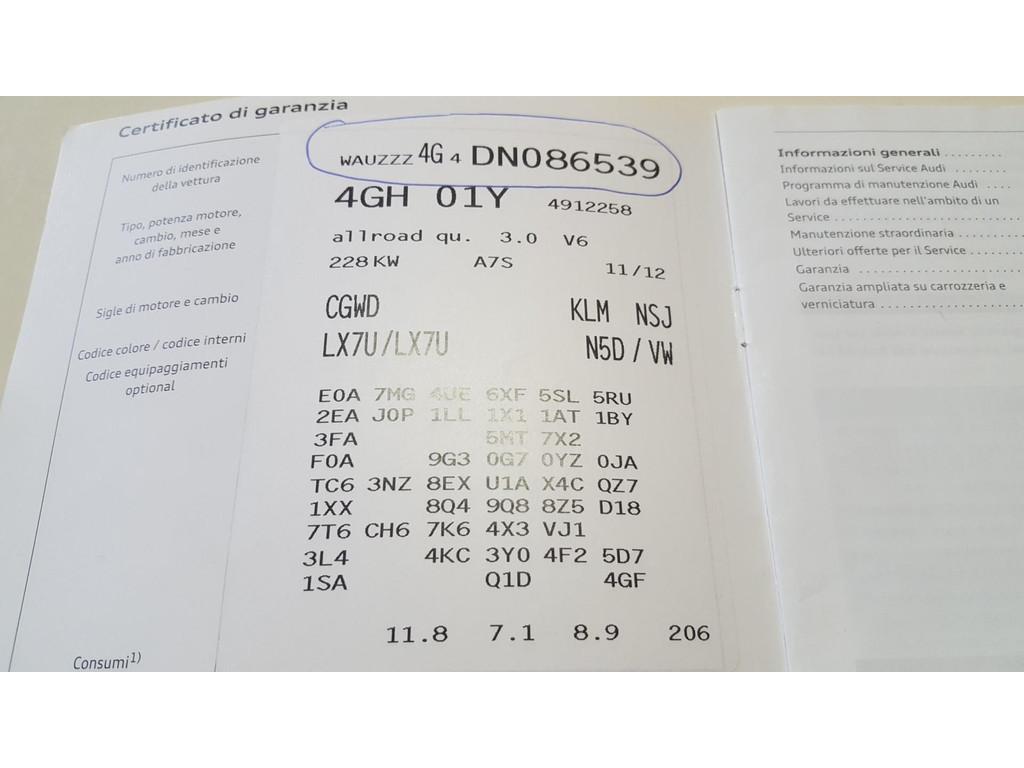 Certificato di garanzia
Numero di identificazione
della vettura
WAUZZZ 4G 4 DN086539
4GH 01Y 4912258
Tipo, potenza motore,
cambio, mese e
anno di fabbricazione
allroad qu. 3.0 V6
228 KW A7S 11/12
Sigle di motore e cambio
CGWD KLM NSJ
Codice colore / codice interni
LX7U/LX7U N5D / VW
Codice equipaggiamenti
optional
E0A 7MG 4UE 6XF 5SL 5RU
2EA J0P 1LL 1X1 1AT 1BY
3FA 5MT 7X2
F0A 9G3 0G7 0YZ 0JA
TC6 3NZ 8EX U1A X4C QZ7
1XX 8Q4 9Q8 8Z5 D18
7T6 CH6 7K6 4X3 VJ1
3L4 4KC 3Y0 4F2 5D7
1SA Q1D 4GF
Consumi1)
11.8 7.1 8.9 206
Informazioni generali .........
Informazioni sul Service Audi ........
Programma di manutenzione Audi ....
Lavori da effettuare nell'ambito di un
Service ..........................
Manutenzione straordinaria ..........
Ulteriori offerte per il Service ........
Garanzia .........................
Garanzia ampliata su carrozzeria e
verniciatura ......................